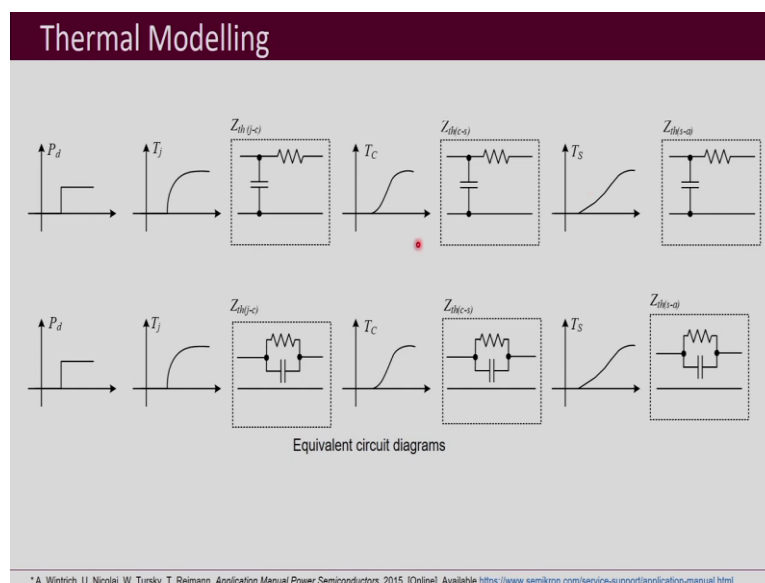 Thermal Modelling
Z_th (j-c) Z_th(c-s) Z_th(s-a)
P_d T_j T_C T_S
Z_th(j-c) Z_th(c-s) Z_th(s-a)
P_d T_j T_C T_S
Equivalent circuit diagrams
* A. Wintrich, U. Nicolai, W. Tursky, T. Reimann, Application Manual Power Semiconductors, 2015. [Online]. Available https://www.semikron.com/service-support/application-manual.html